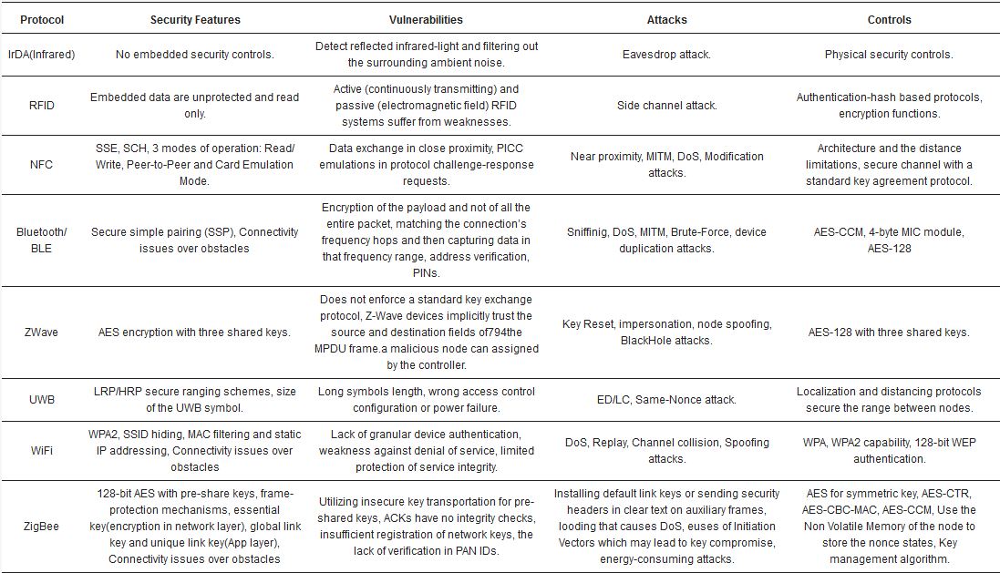 Protocol Security Features Vulnerabilities Attacks Controls
IrDA(Infrared)
No embedded security controls.
Detect reflected infrared-light and filtering out
the surrounding ambient noise.
Eavesdrop attack.
Physical security controls.
RFID
Embedded data are unprotected and read
only.
Active (continuously transmitting) and
passive (electromagnetic field) RFID
systems suffer from weaknesses.
Side channel attack.
Authentication-hash based protocols,
encryption functions.
NFC
SSE, SCH, 3 modes of operation: Read/
Write, Peer-to-Peer and Card Emulation
Mode.
Data exchange in close proximity, PICC
emulations in protocol challenge-response
requests.
Near proximity, MITM, DoS, Modification
attacks.
Architecture and the distance
limitations, secure channel with a
standard key agreement protocol.
Bluetooth/
BLE
Secure simple pairing (SSP), Connectivity
issues over obstacles
Encryption of the payload and not of all the
entire packet, matching the connection's
frequency hops and then capturing data in
that frequency range, address verification,
PINs.
Sniffinig, DoS, MITM, Brute-Force, device
duplication attacks.
AES-CCM, 4-byte MIC module,
AES-128
ZWave
AES encryption with three shared keys.
Does not enforce a standard key exchange
protocol, Z-Wave devices implicitly trust the
source and destination fields of794the
MPDU frame.a malicious node can assigned
by the controller.
Key Reset, impersonation, node spoofing,
BlackHole attacks.
AES-128 with three shared keys.
UWB
LRP/HRP secure ranging schemes, size
of the UWB symbol.
Long symbols length, wrong access control
configuration or power failure.
ED/LC, Same-Nonce attack.
Localization and distancing protocols
secure the range between nodes.
WiFi
WPA2, SSID hiding, MAC filtering and static
IP addressing, Connectivity issues over
obstacles
Lack of granular device authentication,
weakness against denial of service, limited
protection of service integrity.
DoS, Replay, Channel collision, Spoofing
attacks.
WPA, WPA2 capability, 128-bit WEP
authentication.
ZigBee
128-bit AES with pre-share keys, frame-
protection mechanisms, essential
key(encryption in network layer), global link
key and unique link key(App layer),
Connectivity issues over obstacles
Utilizing insecure key transportation for pre-
shared keys, ACKs have no integrity checks,
insufficient registration of network keys, the
lack of verification in PAN IDs.
Installing default link keys or sending security
headers in clear text on auxiliary frames,
looding that causes DoS, euses of Initiation
Vectors which may lead to key compromise,
energy-consuming attacks.
AES for symmetric key, AES-CTR,
AES-CBC-MAC, AES-CCM, Use the
Non Volatile Memory of the node to
store the nonce states, Key
management algorithm.